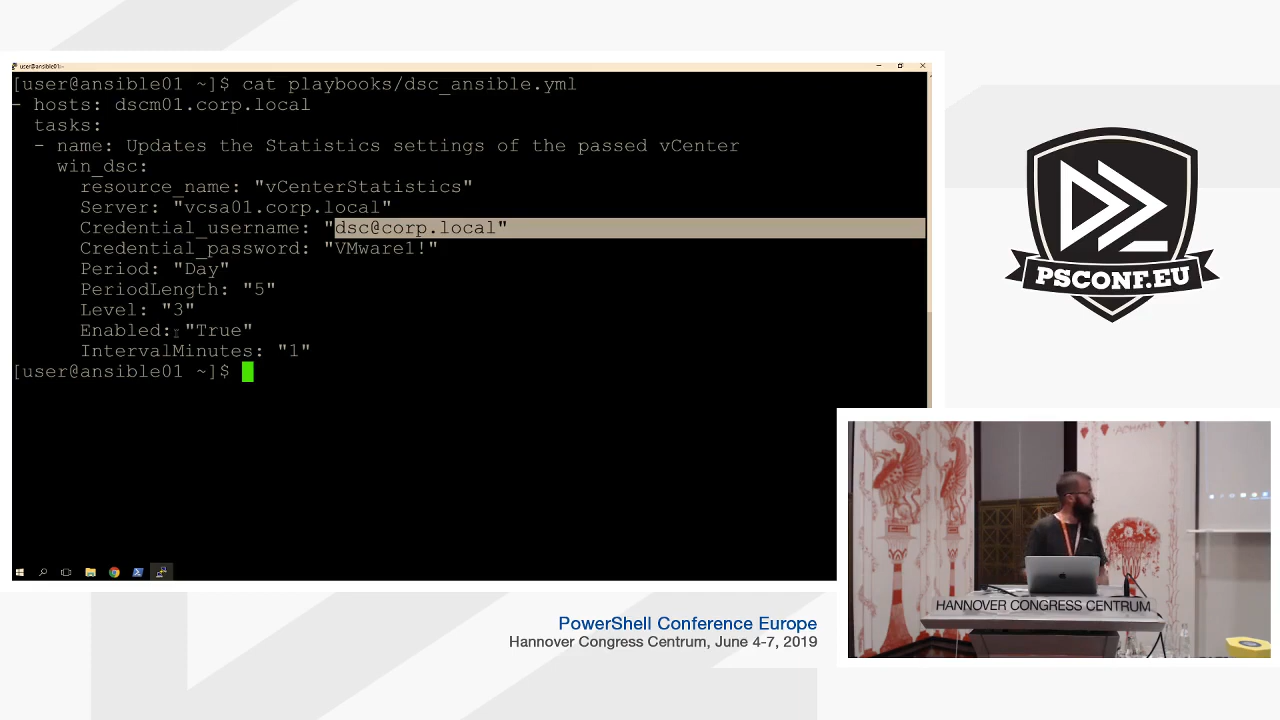 user@ansible01:~
[user@ansible01 ~]$ cat playbooks/dsc_ansible.yml
- hosts: dscm01.corp.local
tasks:
- name: Updates the Statistics settings of the passed vCenter
win_dsc:
resource_name: "vCenterStatistics"
Server: "vcsa01.corp.local"
Credential_username: "dsc@corp.local"
Credential_password: "VMware1!"
Period: "Day"
PeriodLength: "5"
Level: "3"
Enabled: "True"
IntervalMinutes: "1"
[user@ansible01 ~]$
PSCONF.EU
HANNOVER CONGRESS CENTRUM
PowerShell Conference Europe
Hannover Congress Centrum, June 4-7, 2019